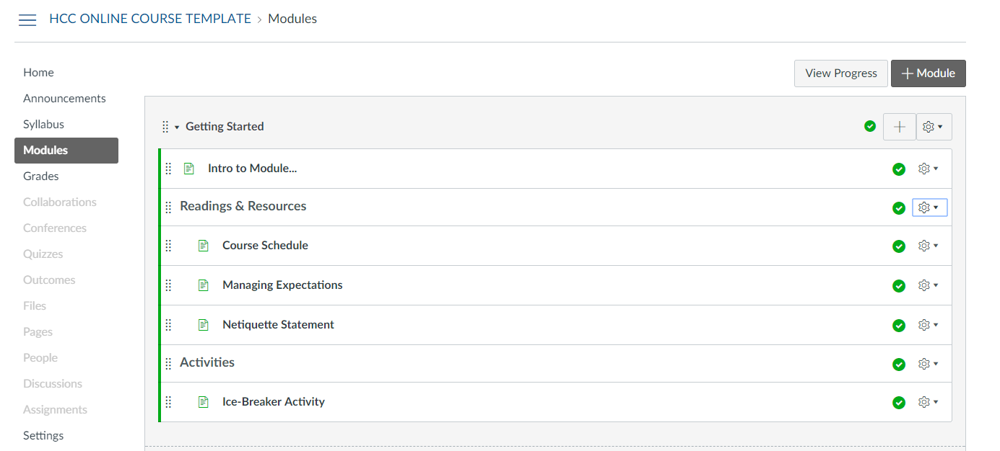 HCC ONLINE COURSE TEMPLATE › Modules
View Progress
+ Module
Home
Announcements
Syllabus
Modules
Grades
Collaborations
Conferences
Quizzes
Outcomes
Files
Pages
People
Discussions
Assignments
Settings
Getting Started
Intro to Module...
Readings & Resources
Course Schedule
Managing Expectations
Netiquette Statement
Activities
Ice-Breaker Activity